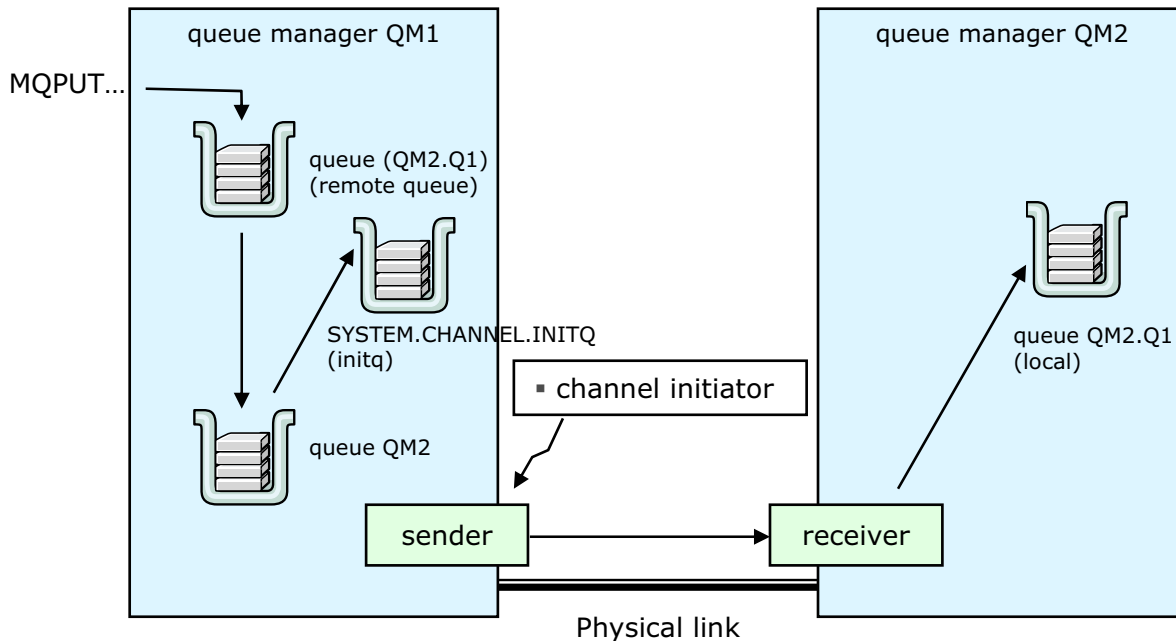 queue manager QM1
queue manager QM2
MQPUT...
queue (QM2.Q1)
(remote queue)
SYSTEM.CHANNEL.INITQ
(initq)
queue QM2.Q1
(local)
▪ channel initiator
queue QM2
sender
receiver
Physical link